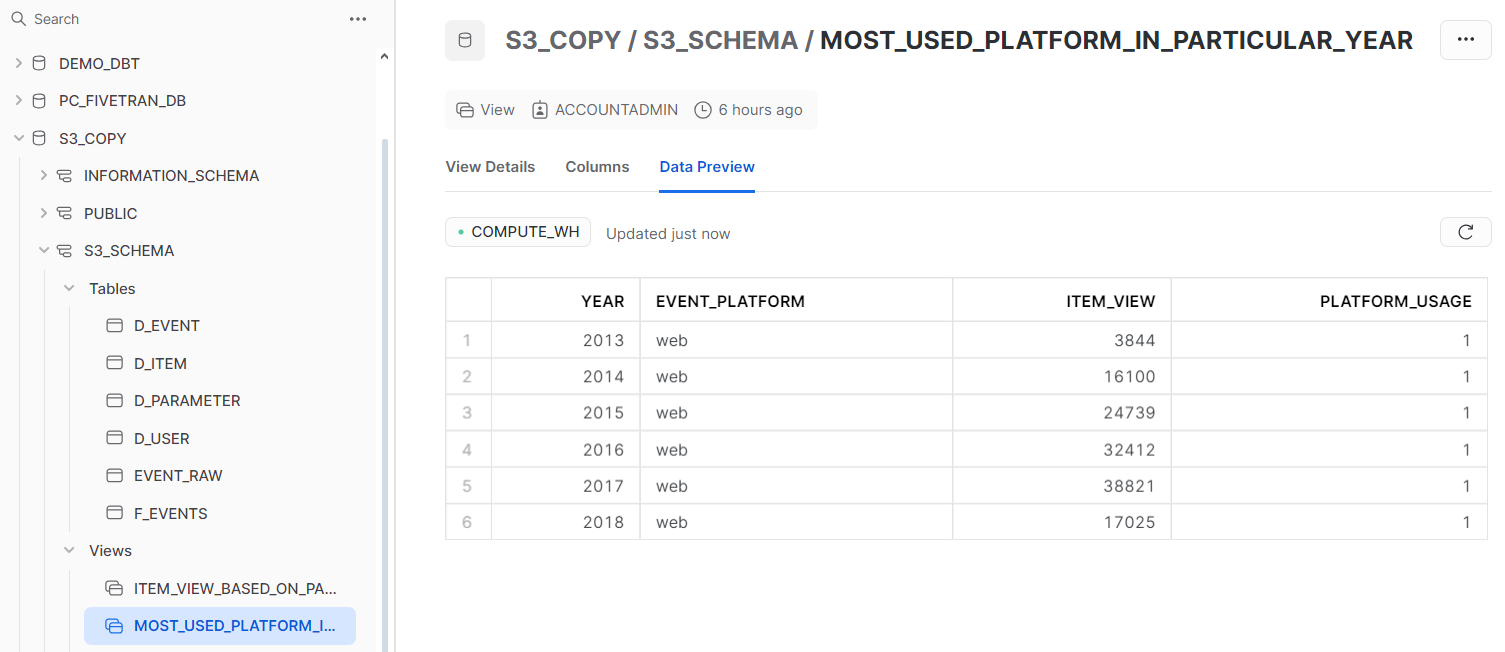 Search
DEMO_DBT
PC_FIVETRAN_DB
S3_COPY
INFORMATION_SCHEMA
PUBLIC
S3_SCHEMA
Tables
D_EVENT
D_ITEM
D_PARAMETER
D_USER
EVENT_RAW
F_EVENTS
Views
ITEM_VIEW_BASED_ON_PA...
MOST_USED_PLATFORM_I...
S3_COPY / S3_SCHEMA / MOST_USED_PLATFORM_IN_PARTICULAR_YEAR
View ACCOUNTADMIN 6 hours ago
View Details Columns Data Preview
COMPUTE_WH Updated just now
YEAR EVENT_PLATFORM ITEM_VIEW PLATFORM_USAGE
1 2013 web 3844 1
2 2014 web 16100 1
3 2015 web 24739 1
4 2016 web 32412 1
5 2017 web 38821 1
6 2018 web 17025 1